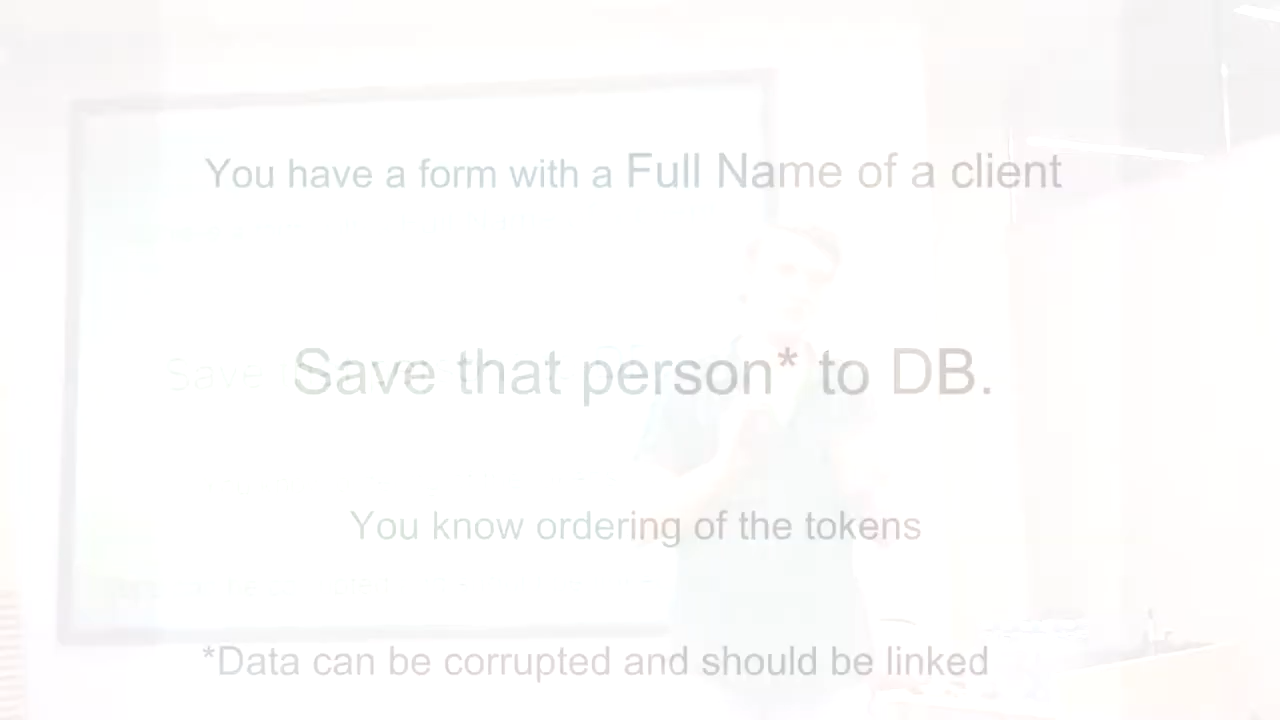 You have a form with a Full Name of a client
Save that person* to DB.
You know ordering of the tokens
*Data can be corrupted and should be linked